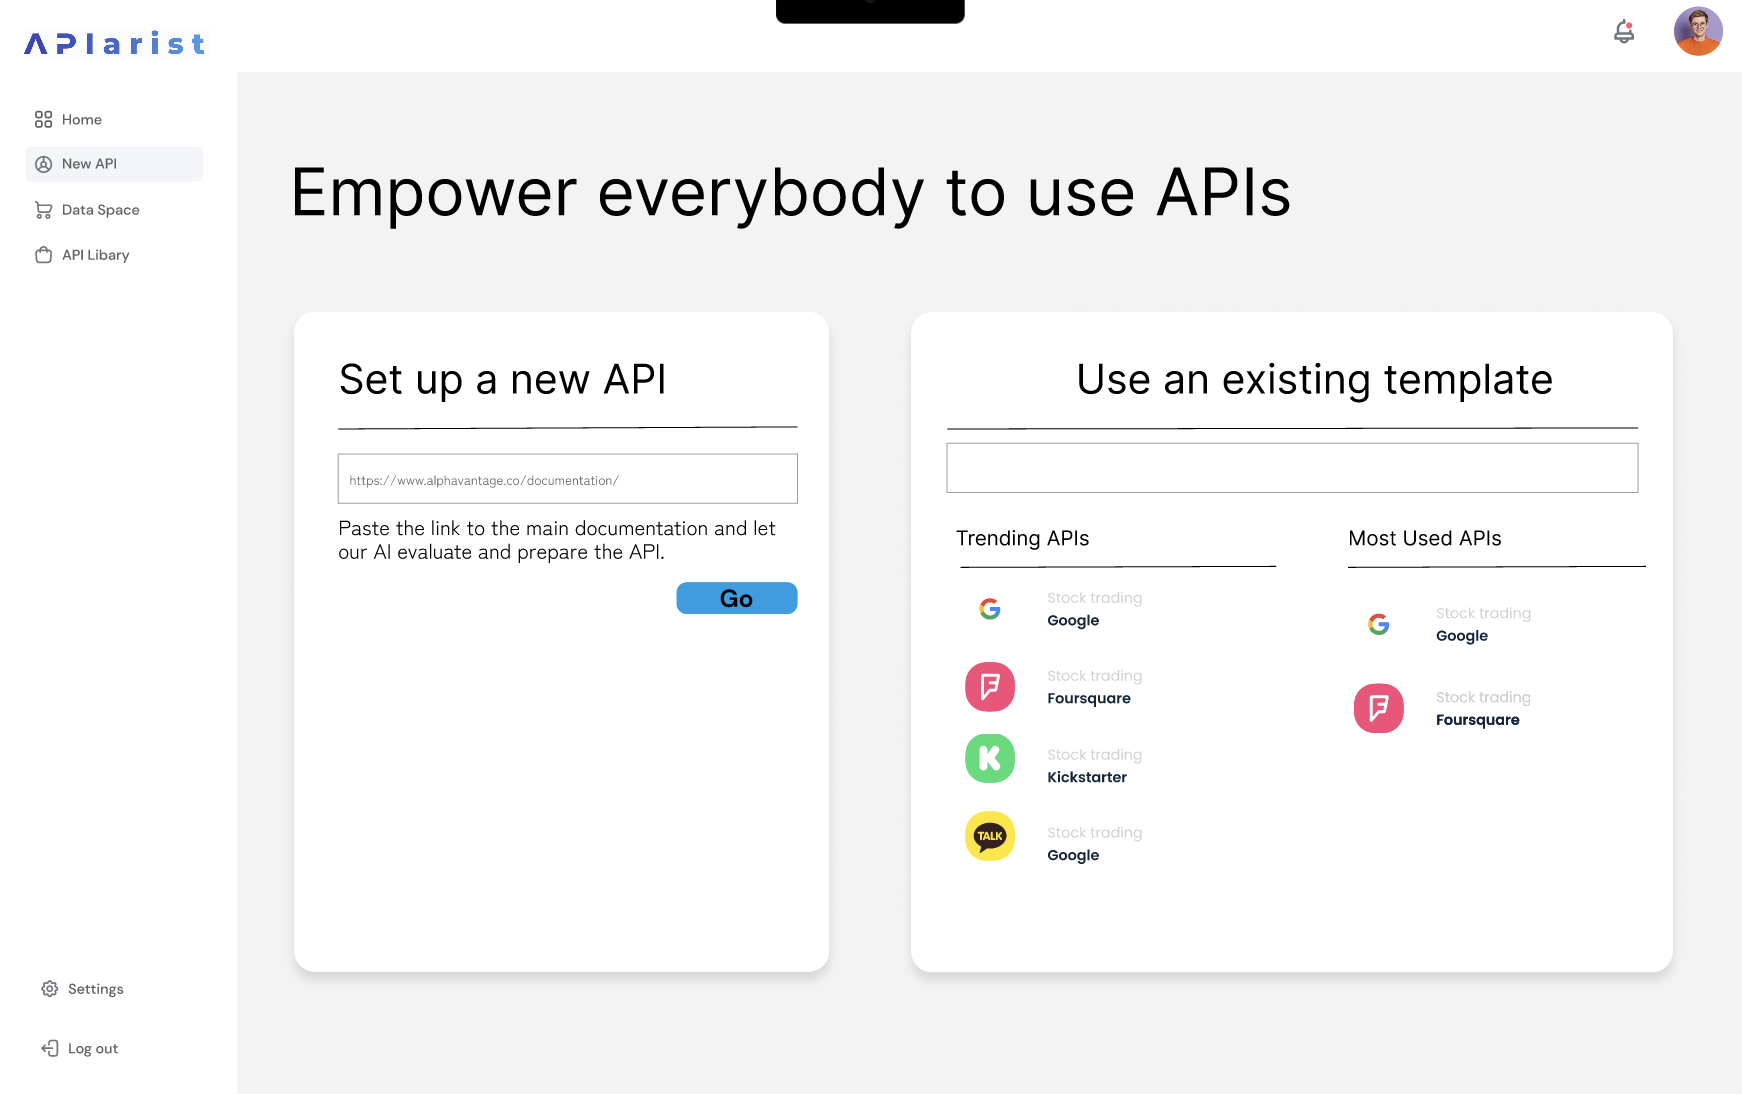 APIarist
Home
New API
Data Space
API Libary
Settings
Log out
Empower everybody to use APIs
Set up a new API
https://www.alphavantage.co/documentation/
Paste the link to the main documentation and let
our AI evaluate and prepare the API.
Go
Use an existing template
Trending APIs
Stock trading
Google
Stock trading
Foursquare
Stock trading
Kickstarter
TALK
Stock trading
Google
Most Used APIs
Stock trading
Google
Stock trading
Foursquare